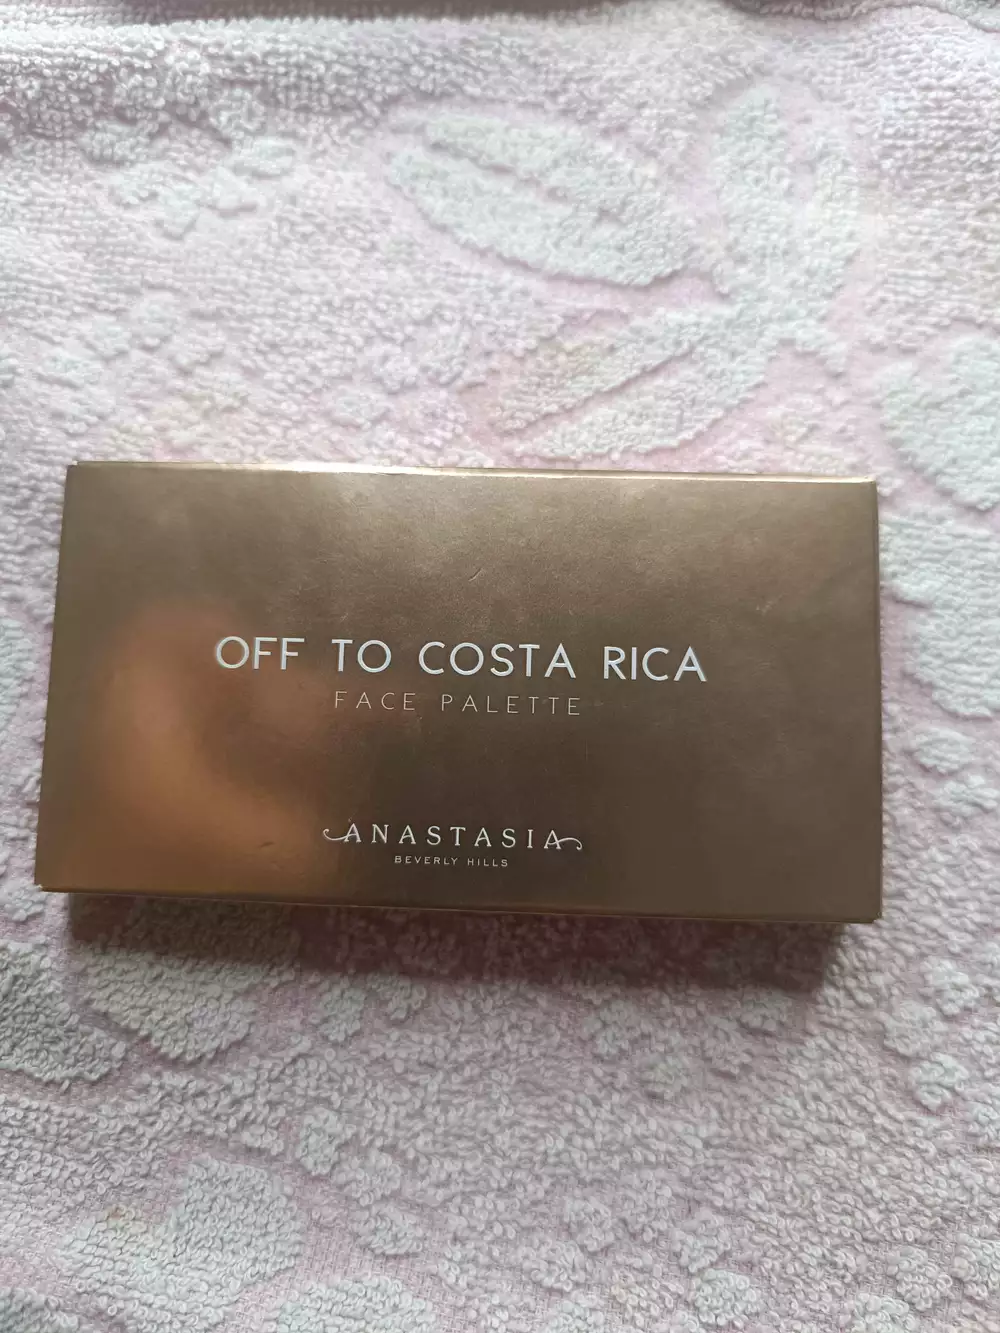 OFF TO COSTA RICA
FACE PALETTE
ANASTASIA
BEVERLY HILLS